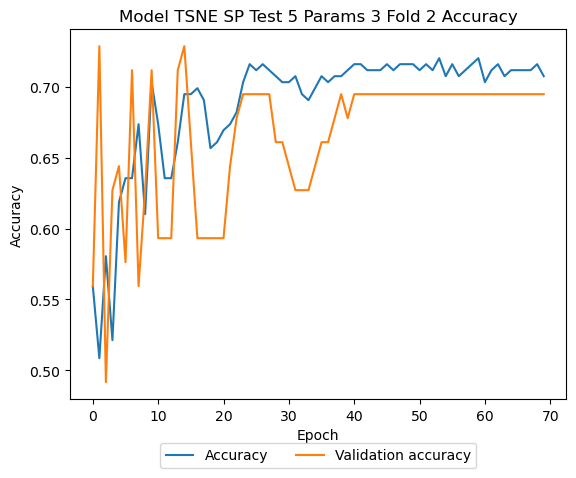 Model TSNE SP Test 5 Params 3 Fold 2 Accuracy
0.70
0.65
0.60
0.55
0.50
Accuracy
0 10 20 30 40 50 60 70
Epoch
Accuracy Validation accuracy